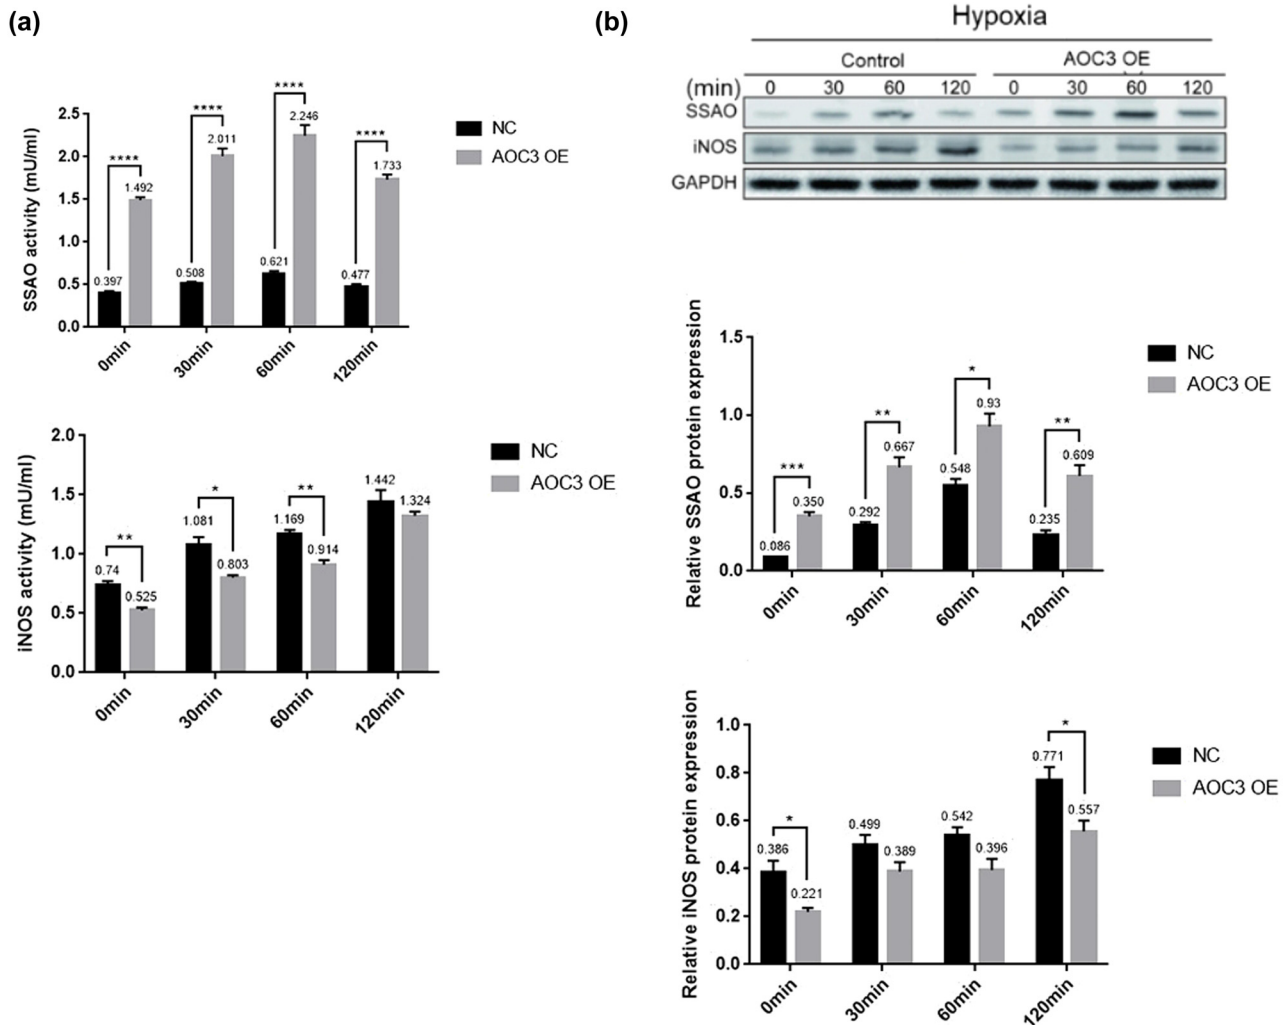 (a)
SSAO activity (mU/ml)
2.5
2.0
1.5
1.0
0.5
0.0
**** **** **** ****
0.397 1.492 0.508 2.011 0.621 2.246 0.477 1.733
0min 30min 60min 120min
NC
AOC3 OE
iNOS activity (mU/ml)
2.0
1.5
1.0
0.5
0.0
** * **
0.74 0.525 1.081 0.803 1.169 0.914 1.442 1.324
0min 30min 60min 120min
NC
AOC3 OE
(b)
Hypoxia
Control AOC3 OE
(min) 0 30 60 120 0 30 60 120
SSAO
iNOS
GAPDH
Relative SSAO protein expression
1.5
1.0
0.5
0.0
*** ** * **
0.086 0.350 0.292 0.667 0.548 0.93 0.235 0.609
0min 30min 60min 120min
NC
AOC3 OE
Relative iNOS protein expression
1.0
0.8
0.6
0.4
0.2
0.0
* *
0.386 0.221 0.499 0.389 0.542 0.396 0.771 0.557
0min 30min 60min 120min
NC
AOC3 OE